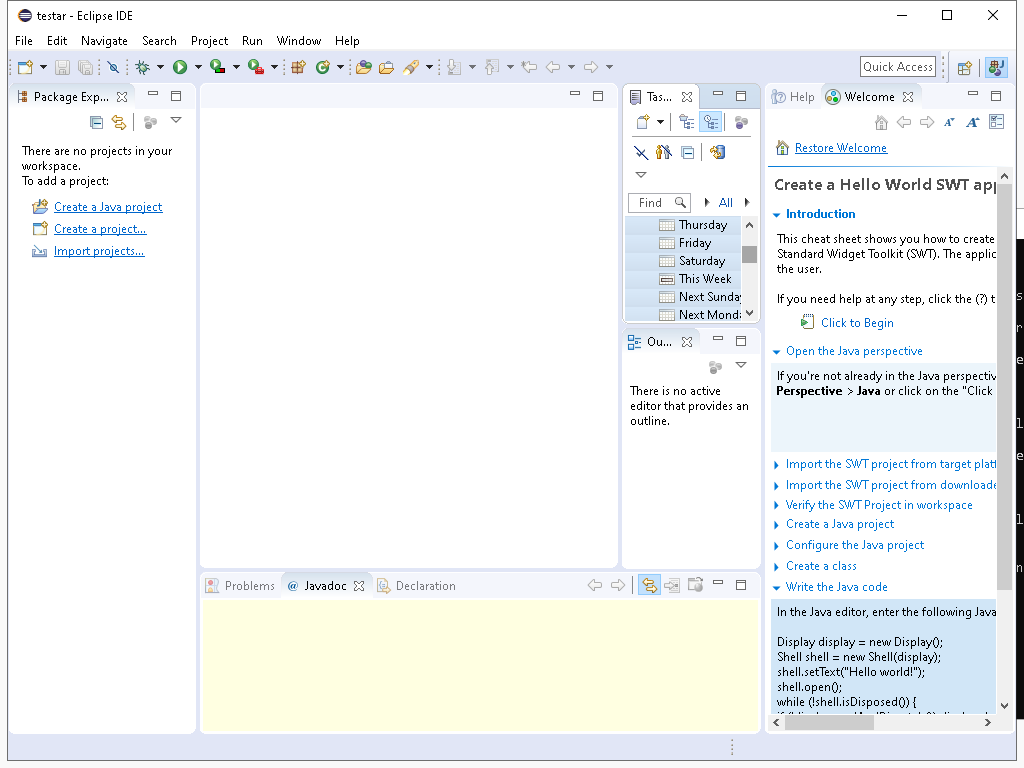 testar - Eclipse IDE
File Edit Navigate Search Project Run Window Help
Quick Access
Package Exp...
There are no projects in your
workspace.
To add a project:
Create a Java project
Create a project...
Import projects...
Tas...
Find
All
Thursday
Friday
Saturday
This Week
Next Sunday
Next Monda
Ou...
There is no active
editor that provides an
outline.
Problems @ Javadoc Declaration
Help Welcome
Restore Welcome
Create a Hello World SWT app
Introduction
This cheat sheet shows you how to create
Standard Widget Toolkit (SWT). The applic
the user.
If you need help at any step, click the (?) t
Click to Begin
Open the Java perspective
If you're not already in the Java perspectiv
Perspective > Java or click on the "Click
Import the SWT project from target platf
Import the SWT project from downloade
Verify the SWT Project in workspace
Create a Java project
Configure the Java project
Create a class
Write the Java code
In the Java editor, enter the following Java
Display display = new Display();
Shell shell = new Shell(display);
shell.setText("Hello world!");
shell.open();
while (!shell.isDisposed()) {